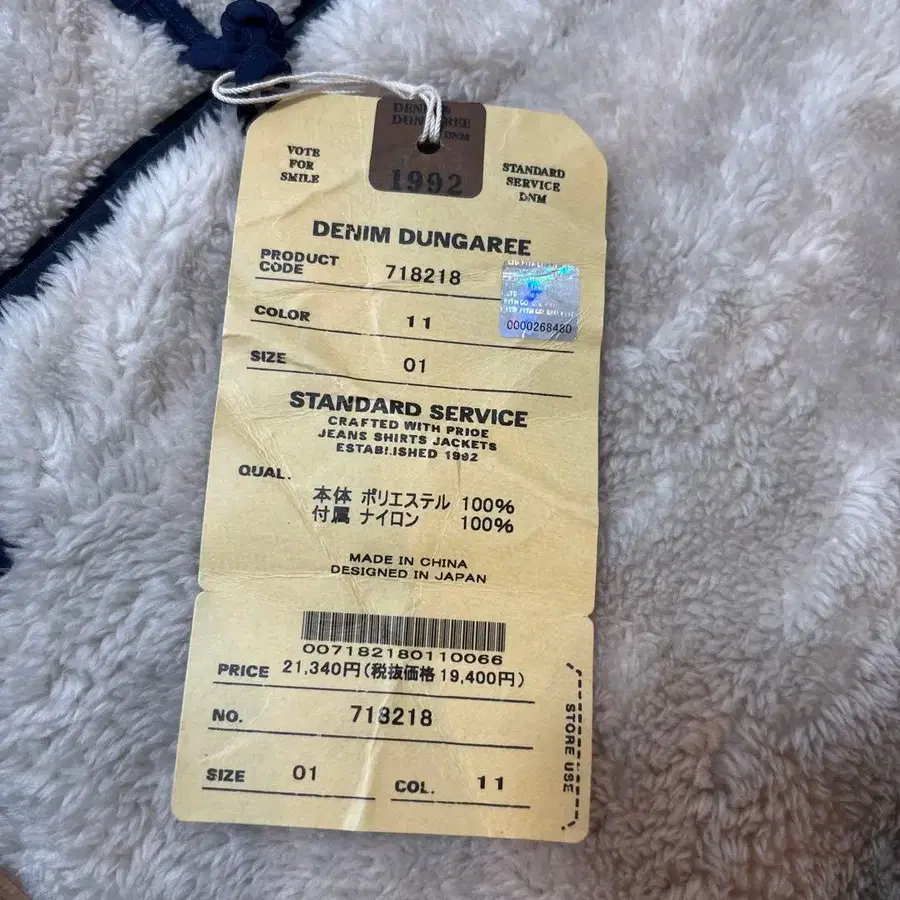 DENIM
DUNGAREE
DNM
1992
VOTE
FOR
SMILE
STANDARD
SERVICE
DNM
DENIM DUNGAREE
PRODUCT
CODE
718218
COLOR 11
0000268480
SIZE 01
STANDARD SERVICE
CRAFTED WITH PRIDE
JEANS SHIRTS JACKETS
ESTABLISHED 1992
QUAL.
本体 ポリエステル 100%
付属 ナイロン 100%
MADE IN CHINA
DESIGNED IN JAPAN
007182180110066
PRICE 21,340円(税抜価格 19,400円)
NO. 718218
SIZE 01 COL. 11
STORE USE